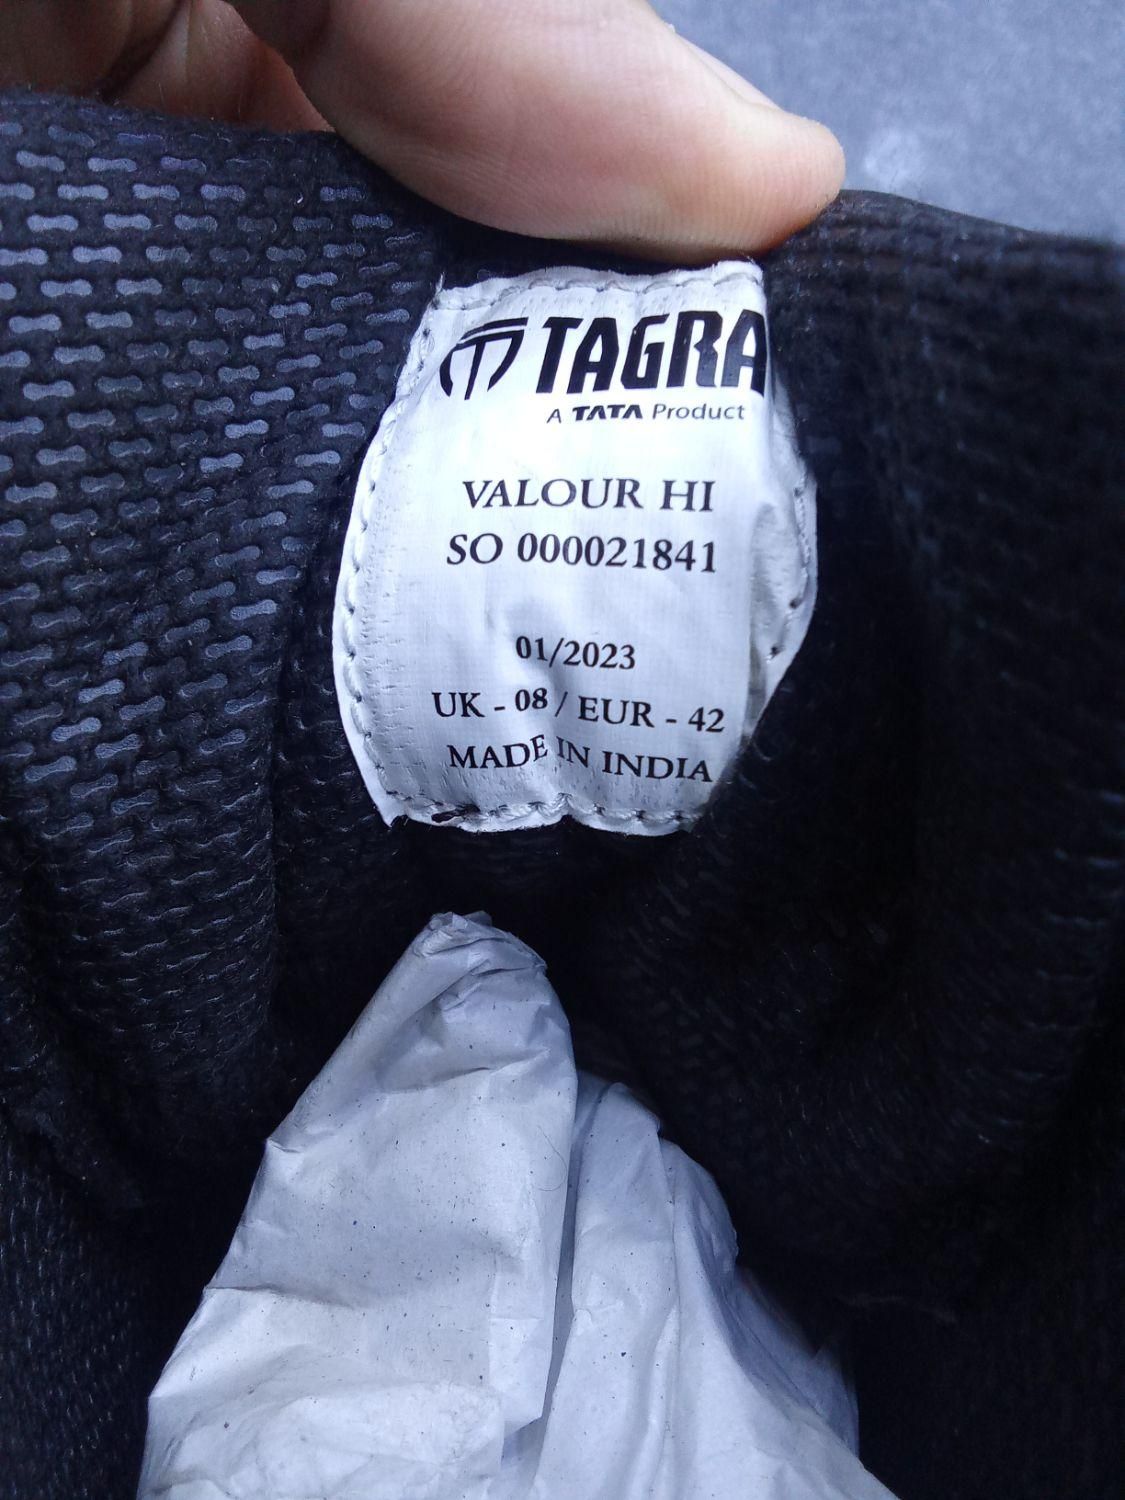 TAGRA
A TATA Product
VALOUR HI
SO 000021841
01/2023
UK - 08 / EUR - 42
MADE IN INDIA